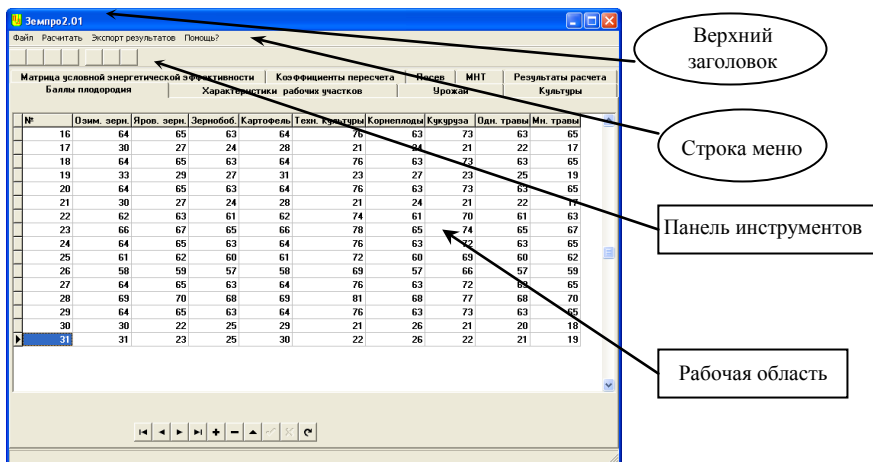 Земпро2.01
Файл Расчитать Экспорт результатов Помощь?
Матрица условной энергетической эффективности Коэффициенты пересчета Посев МНТ Результаты расчета
Баллы плодородия Характеристики рабочих участков Урожай Культуры
№ Озим. зерн. Яров. зерн. Зернобоб. Картофель Техн. культуры Корнеплоды Кукуруза Одн. травы Мн. травы
16 64 65 63 64 76 63 73 63 65
17 30 27 24 28 21 24 21 22 17
18 64 65 63 64 76 63 73 63 65
19 33 29 27 31 23 27 23 25 19
20 64 65 63 64 76 63 73 63 65
21 30 27 24 28 21 24 21 22 17
22 62 63 61 62 74 61 70 61 63
23 66 67 65 66 78 65 74 65 67
24 64 65 63 64 76 63 72 63 65
25 61 62 60 61 72 60 69 60 62
26 58 59 57 58 69 57 66 57 59
27 64 65 63 64 76 63 72 63 65
28 69 70 68 69 81 68 77 68 70
29 64 65 63 64 76 63 73 63 65
30 30 22 25 29 21 26 21 20 18
31 31 23 25 30 22 26 22 21 19
Верхний
заголовок
Строка меню
Панель инструментов
Рабочая область